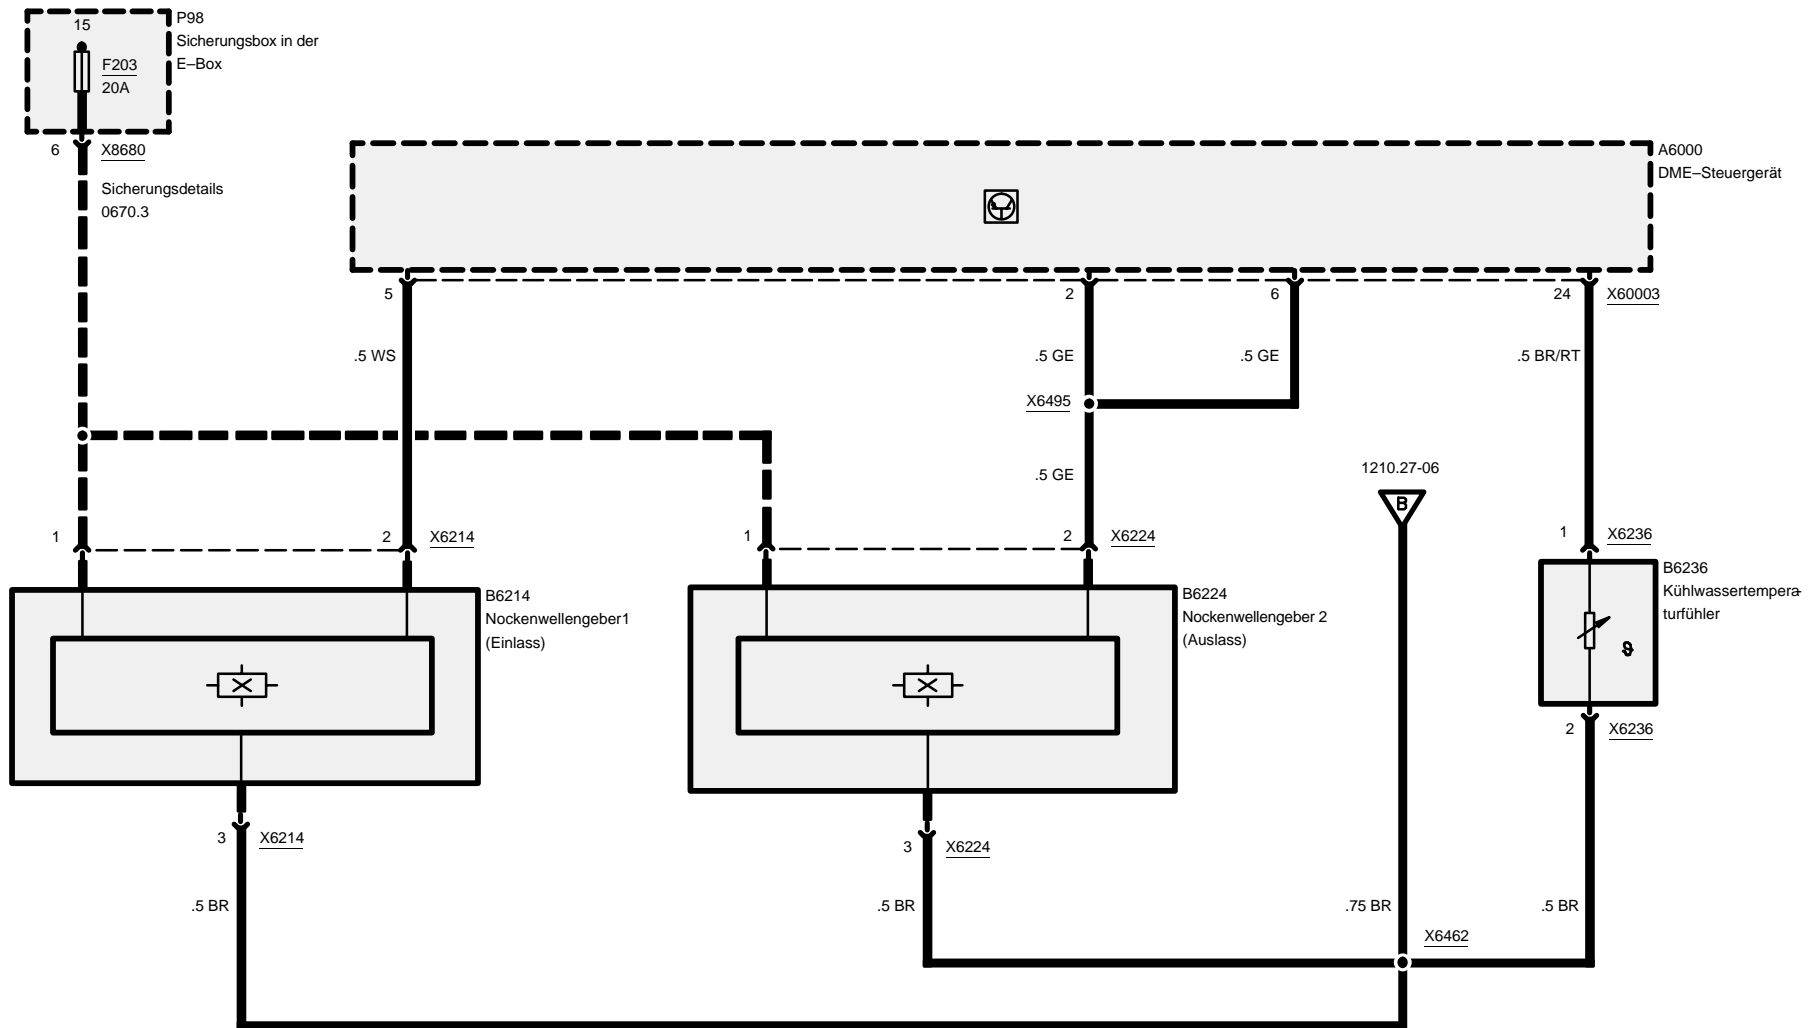 15
P98
Sicherungsbox in der
E–Box
F203
20A
6
X8680
Sicherungsdetails
0670.3
A6000
DME–Steuergerät
5
2
6
24
X60003
.5 WS
.5 GE
.5 GE
.5 BR/RT
X6495
.5 GE
1210.27-06
B
1
2
X6214
1
2
X6224
1
X6236
B6214
Nockenwellengeber1
(Einlass)
B6224
Nockenwellengeber 2
(Auslass)
B6236
Kühlwassertempera-
turfühler
ϑ
2
X6236
3
X6214
3
X6224
.5 BR
.5 BR
.75 BR
.5 BR
X6462